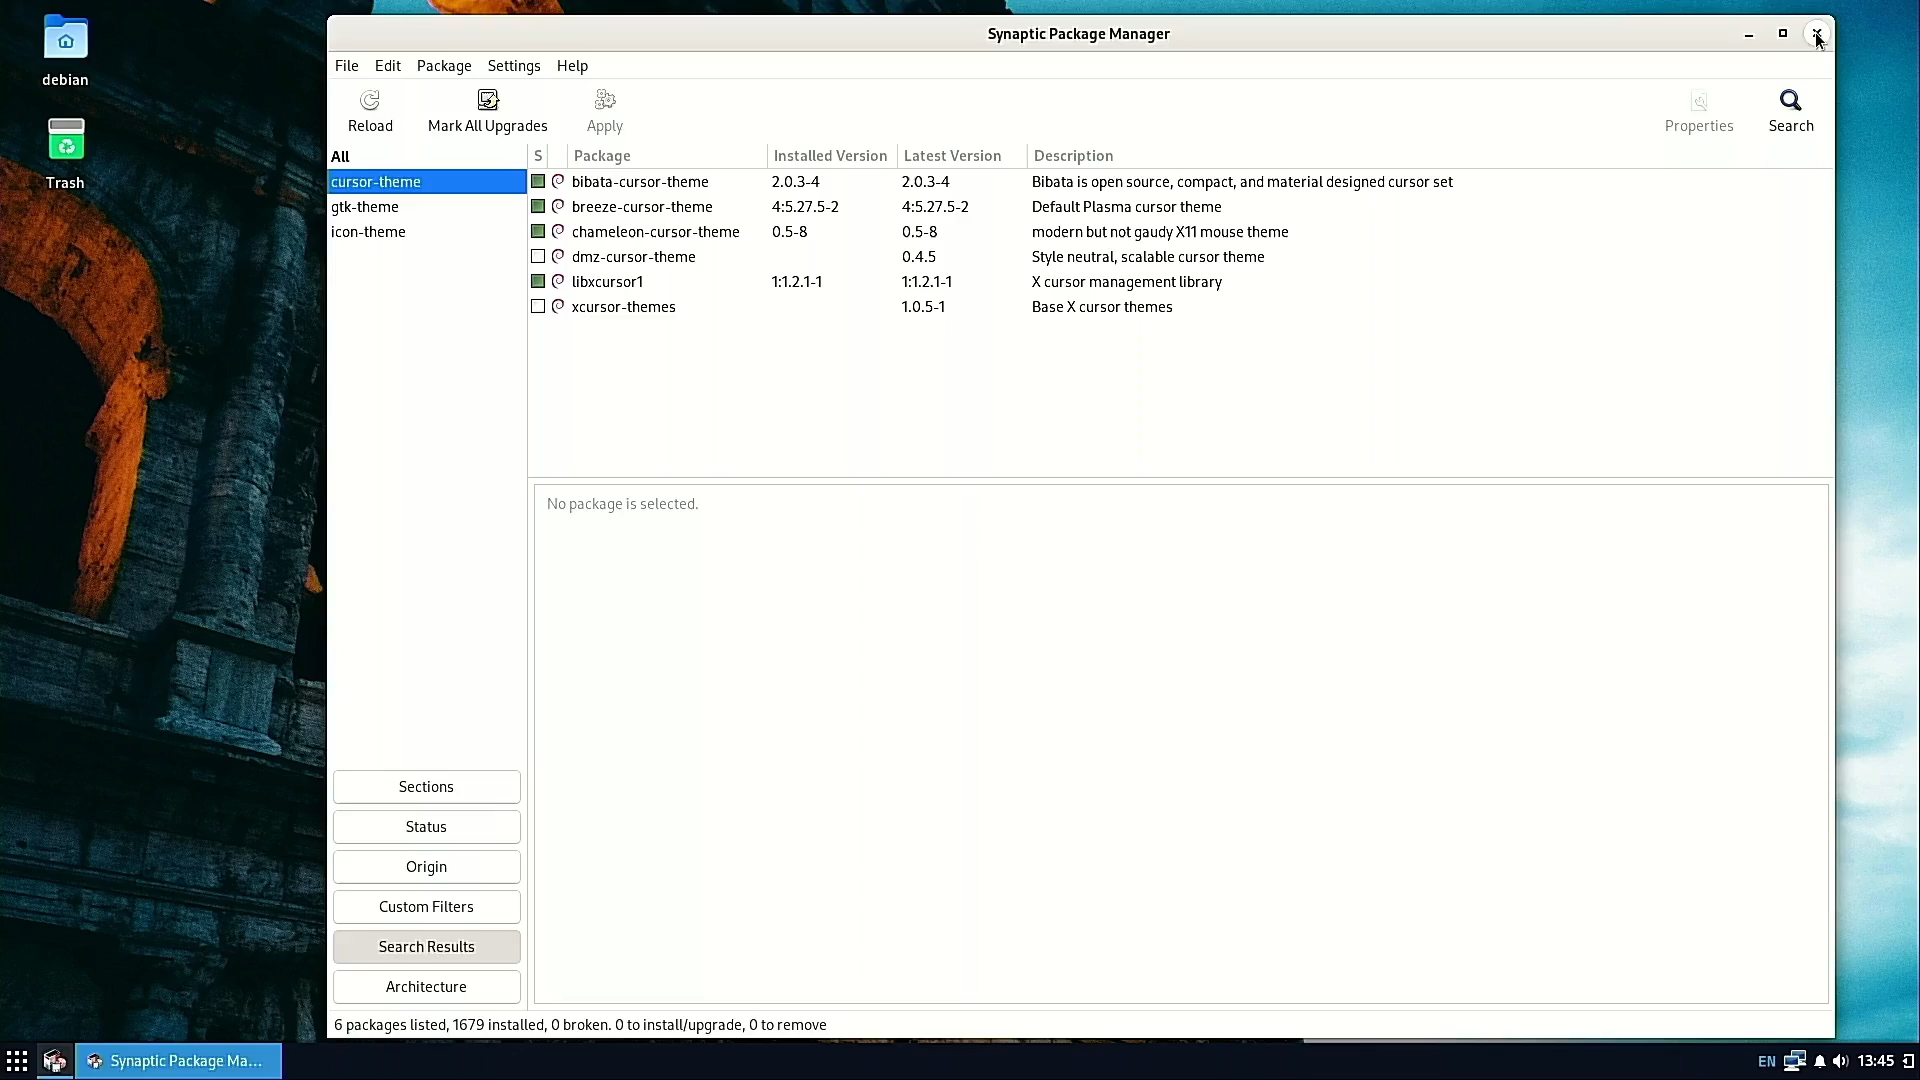 debian
Trash
Synaptic Package Manager
File Edit Package Settings Help
Reload Mark All Upgrades Apply Properties Search
All
cursor-theme
gtk-theme
icon-theme
S Package Installed Version Latest Version Description
bibata-cursor-theme 2.0.3-4 2.0.3-4 Bibata is open source, compact, and material designed cursor set
breeze-cursor-theme 4:5.27.5-2 4:5.27.5-2 Default Plasma cursor theme
chameleon-cursor-theme 0.5-8 0.5-8 modern but not gaudy X11 mouse theme
dmz-cursor-theme 0.4.5 Style neutral, scalable cursor theme
libxcursor1 1:1.2.1-1 1:1.2.1-1 X cursor management library
xcursor-themes 1.0.5-1 Base X cursor themes
No package is selected.
Sections
Status
Origin
Custom Filters
Search Results
Architecture
6 packages listed, 1679 installed, 0 broken. 0 to install/upgrade, 0 to remove
Synaptic Package Ma...
EN 13:45